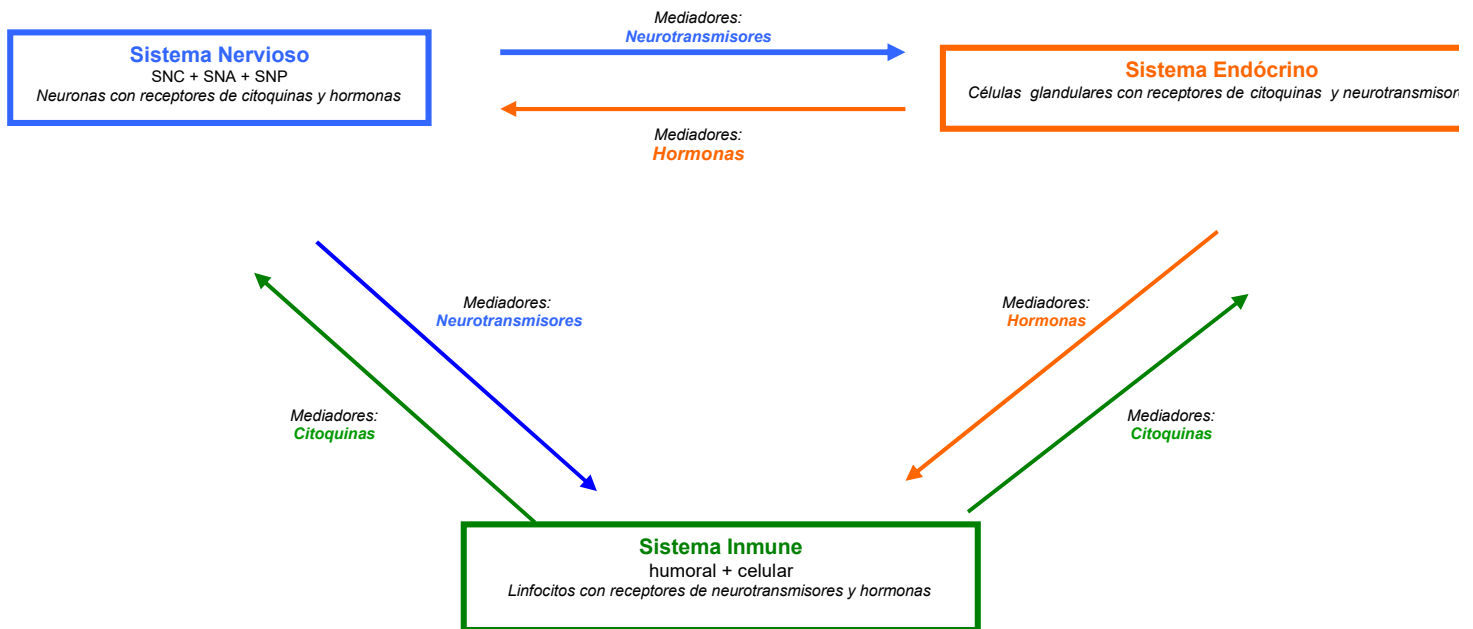 Mediadores:
Neurotransmisores
Sistema Nervioso
SNC + SNA + SNP
Neuronas con receptores de citoquinas y hormonas
Sistema Endócrino
Células glandulares con receptores de citoquinas y neurotransmisore
Mediadores:
Hormonas
Mediadores:
Neurotransmisores
Mediadores:
Hormonas
Mediadores:
Citoquinas
Mediadores:
Citoquinas
Sistema Inmune
humoral + celular
Linfocitos con receptores de neurotransmisores y hormonas